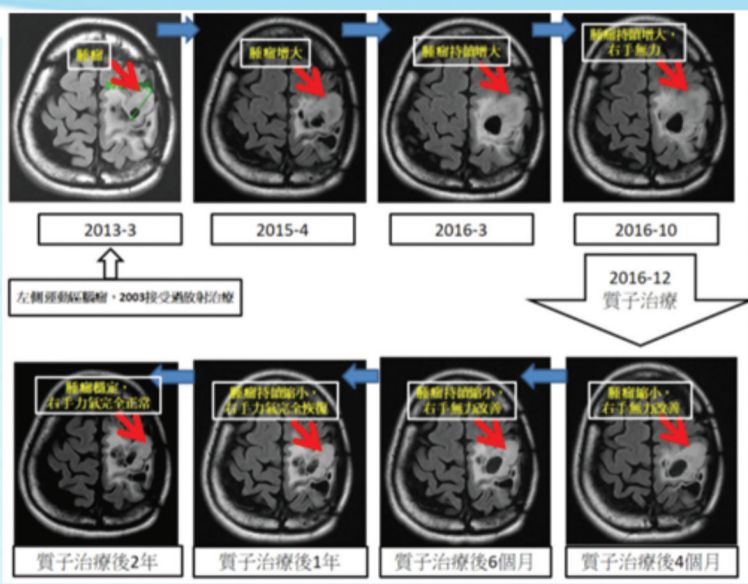 腫瘤
腫瘤增大
腫瘤持續增大
腫瘤持續增大，
右手無力
2013-3
2015-4
2016-3
2016-10
左側運動區腦瘤，2003接受過放射治療
2016-12
質子治療
腫瘤穩定，
右手力氣完全正常
腫瘤持續縮小，
右手力氣完全恢復
腫瘤持續縮小，
右手無力改善
腫瘤縮小，
右手無力改善
質子治療後2年
質子治療後1年
質子治療後6個月
質子治療後4個月